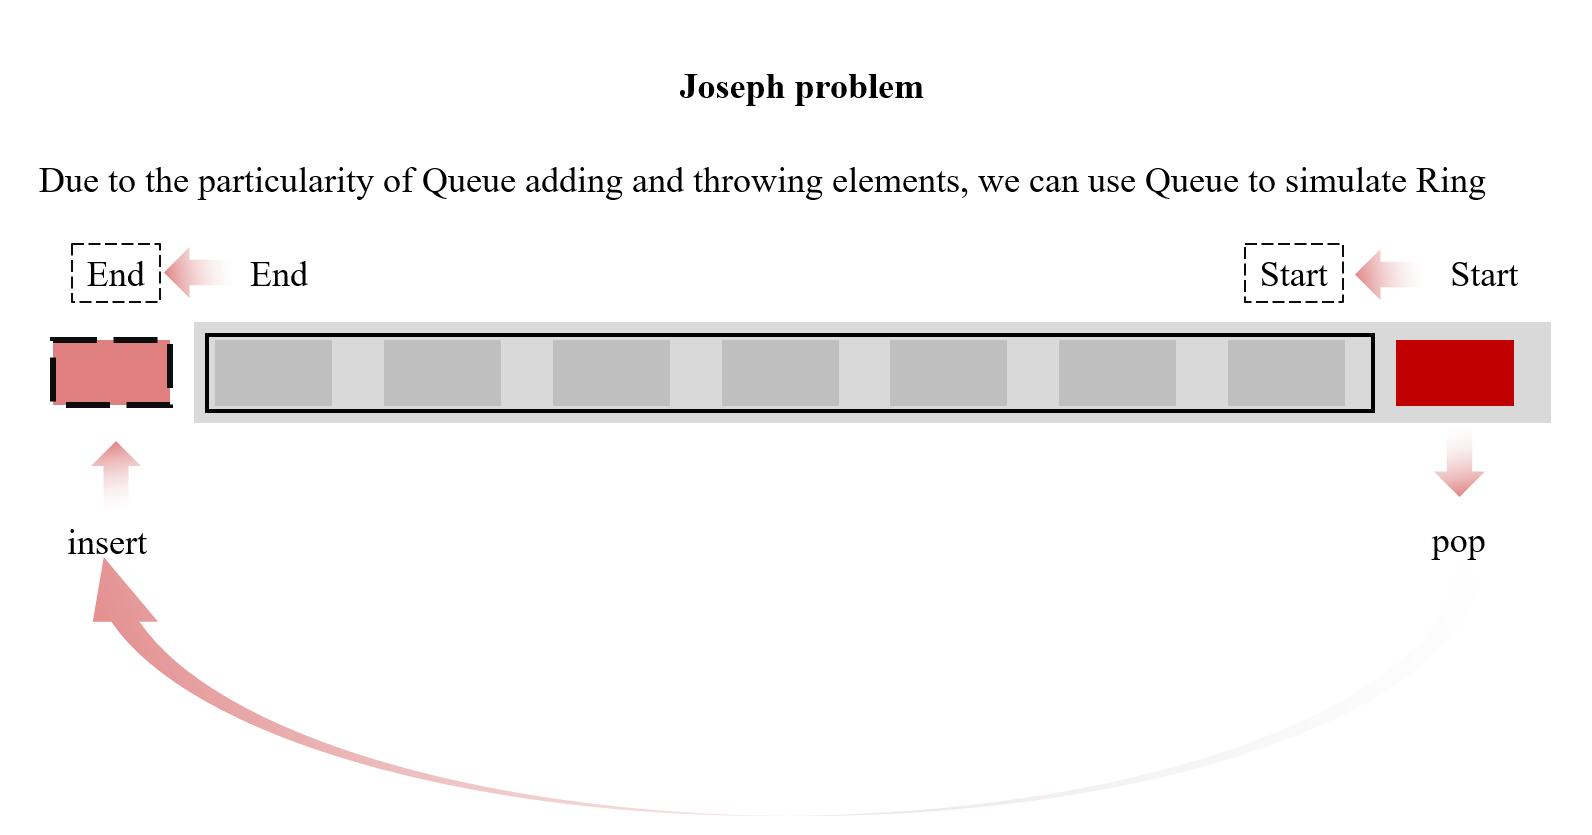 Joseph problem
Due to the particularity of Queue adding and throwing elements, we can use Queue to simulate Ring
End End Start Start
insert pop